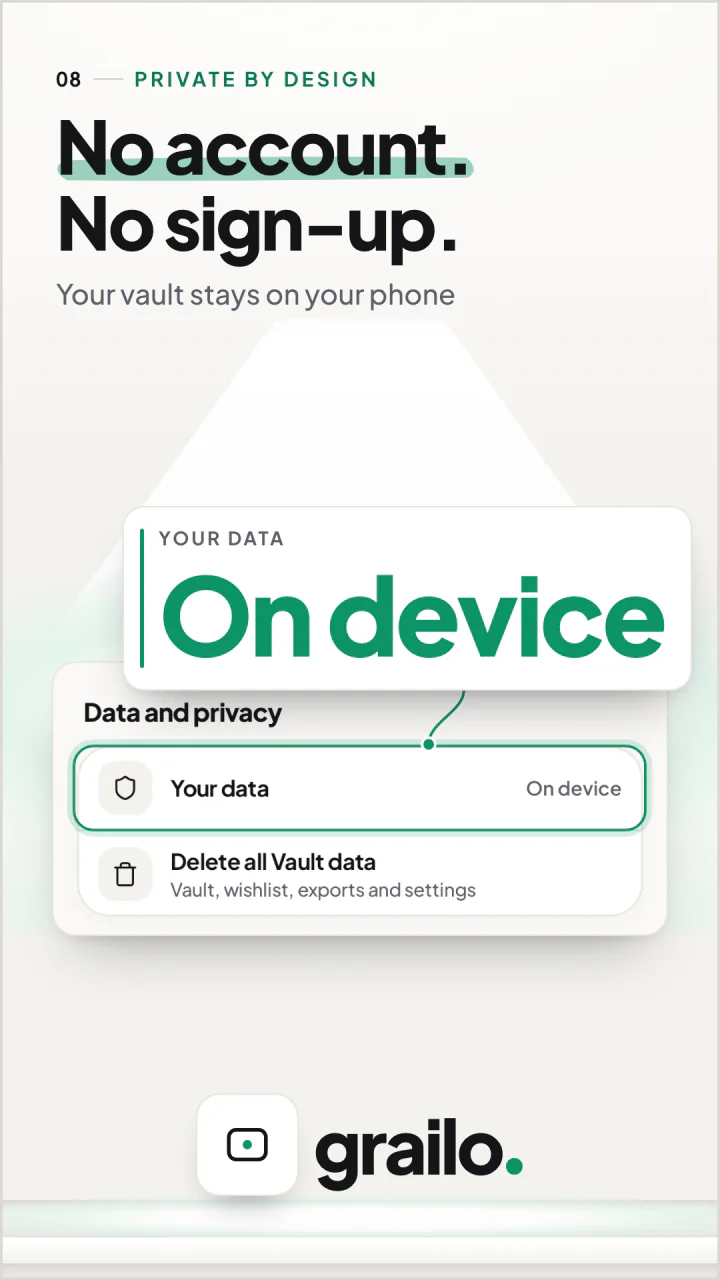 08 — PRIVATE BY DESIGN
No account.
No sign-up.
Your vault stays on your phone
YOUR DATA
On device
Data and privacy
Your data On device
Delete all Vault data
Vault, wishlist, exports and settings
grailo.